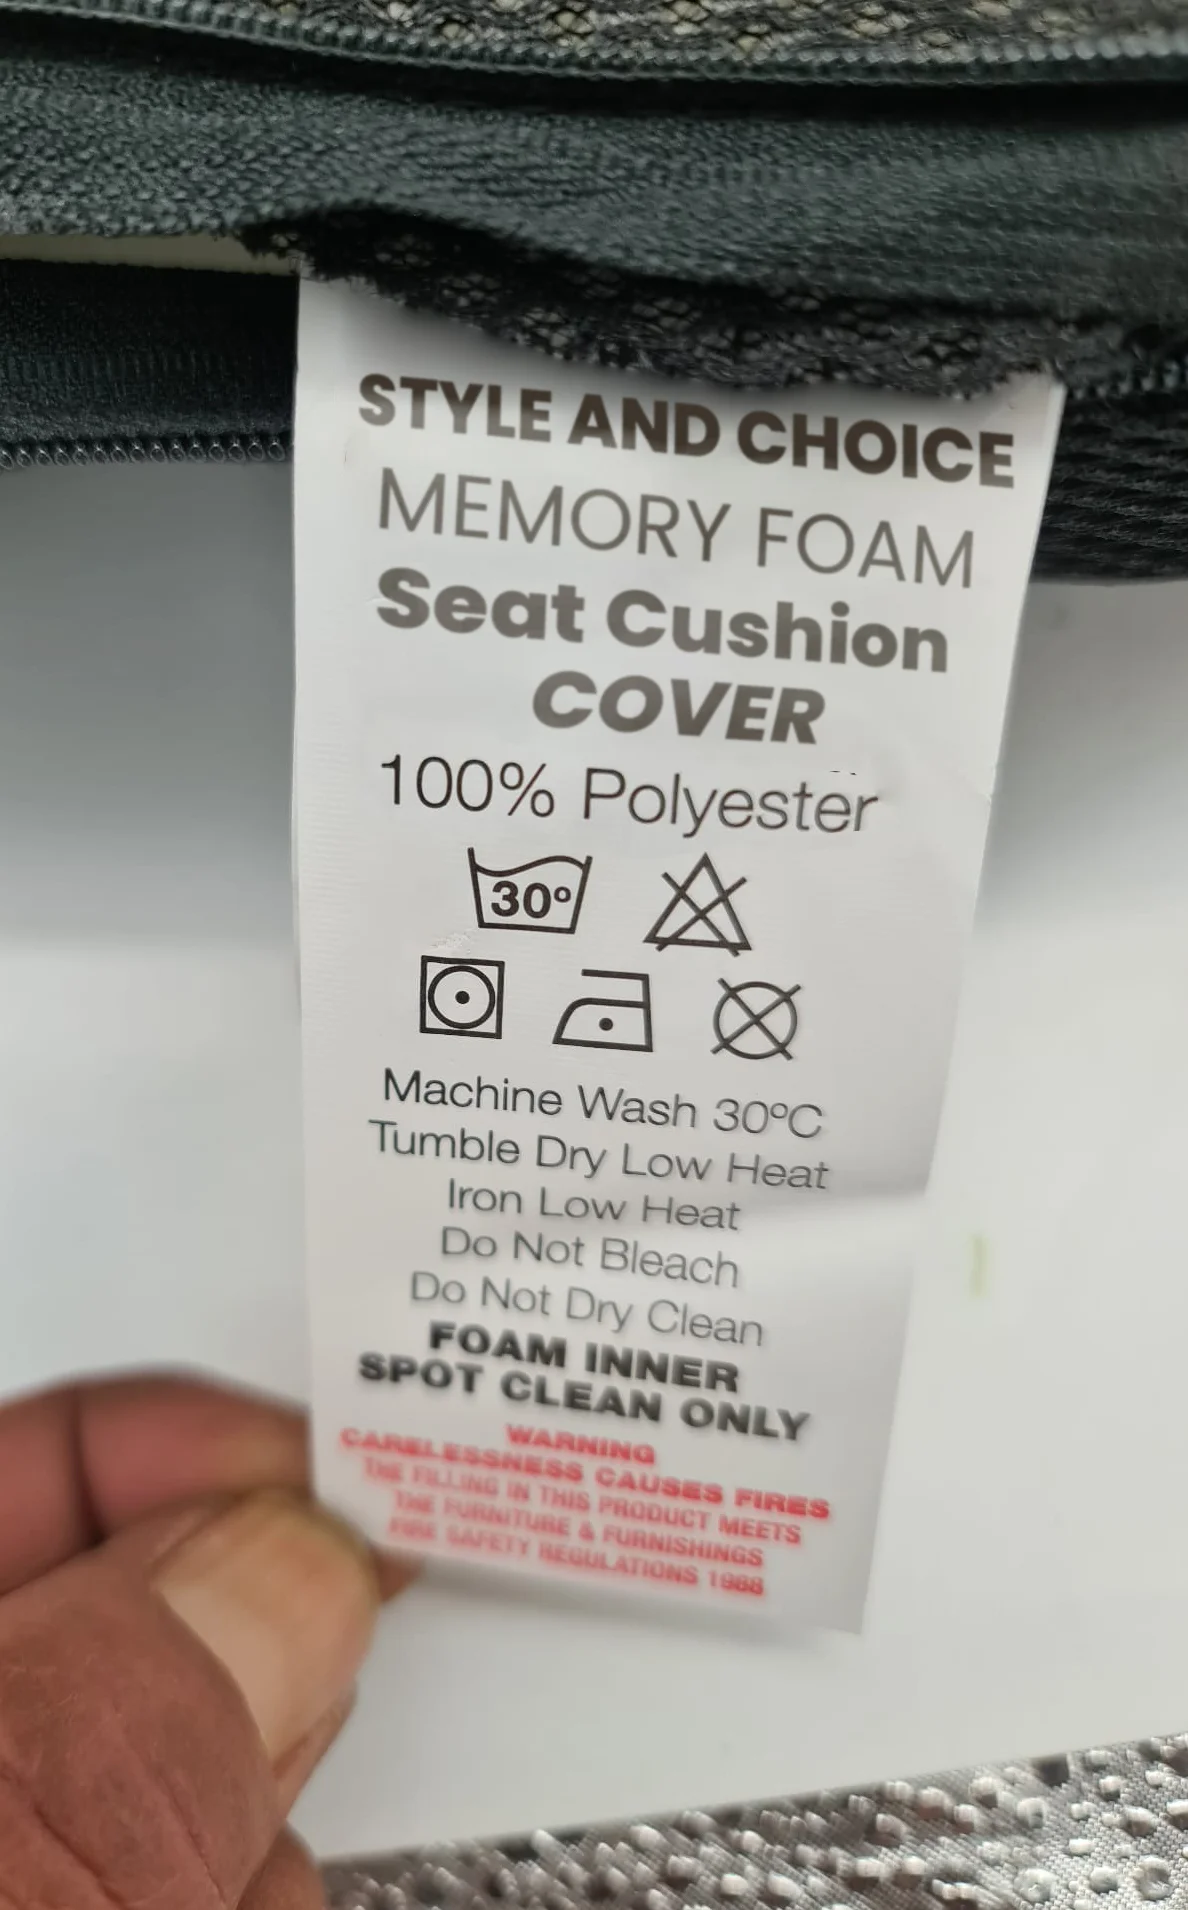 STYLE AND CHOICE
MEMORY FOAM
Seat Cushion
COVER
100% Polyester
30º
Machine Wash 30ºC
Tumble Dry Low Heat
Iron Low Heat
Do Not Bleach
Do Not Dry Clean
FOAM INNER
SPOT CLEAN ONLY
WARNING
CARELESSNESS CAUSES FIRES
THE FILLING IN THIS PRODUCT MEETS
THE FURNITURE & FURNISHINGS
FIRE SAFETY REGULATIONS 1988